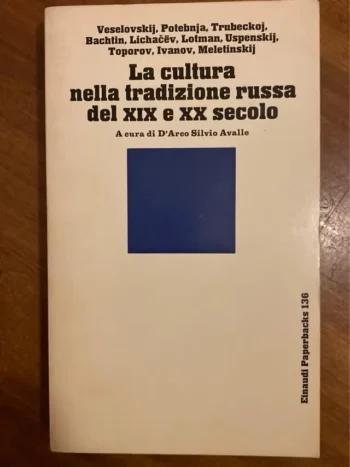 Veselovskij, Potebnja, Trubeckoj,
Bachtin, Lichačëv, Lotman, Uspenskij,
Toporov, Ivanov, Meletinskij
La cultura
nella tradizione russa
del XIX e XX secolo
A cura di D'Arco Silvio Avalle
Einaudi Paperbacks 136